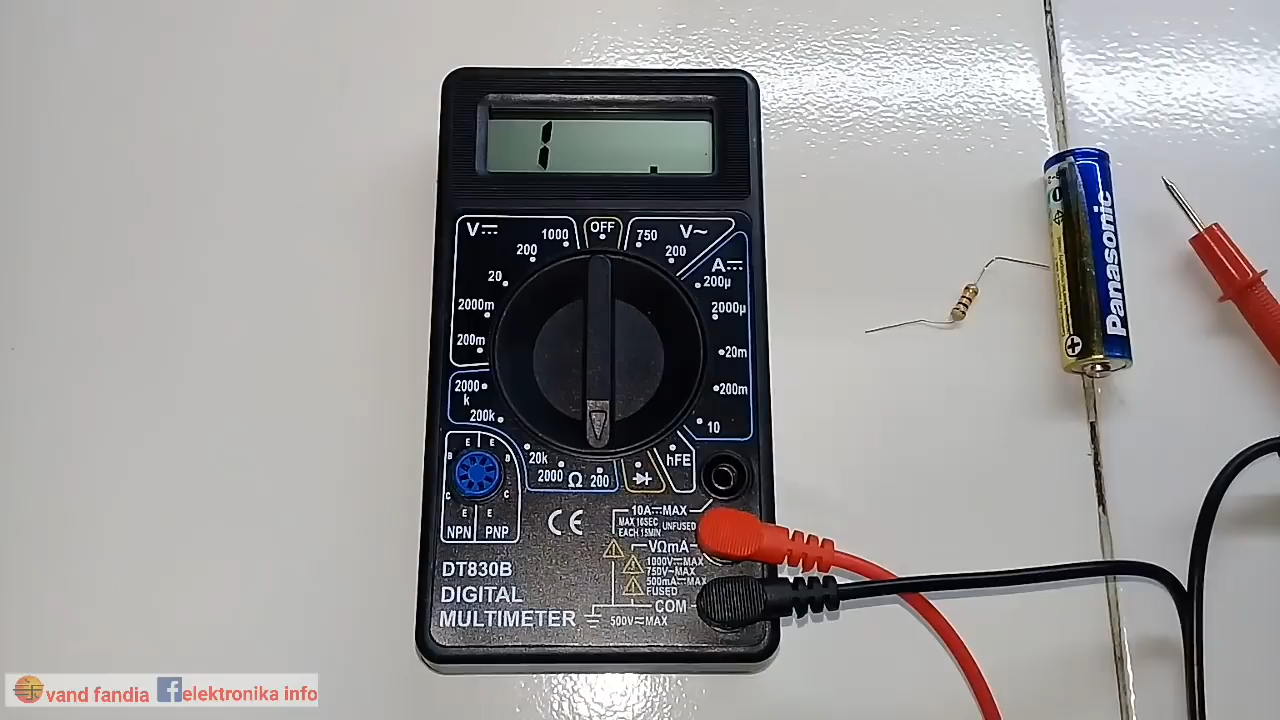 1 .
V⎓
1000
OFF
750
V~
200
200
A⎓
20
200µ
2000m
2000µ
200m
20m
2000
k
200m
200k
10
20k
hFE
2000 Ω 200
E E
B B
C C
E E
NPN PNP
CE
10A⎓MAX
MAX 10SEC UNFUSED
EACH 15MIN
VΩmA
1000V⎓MAX
750V~MAX
500mA⎓MAX
FUSED
COM
500V⎓MAX
DT830B
DIGITAL
MULTIMETER
Panasonic
+
vand fandia f elektronika info